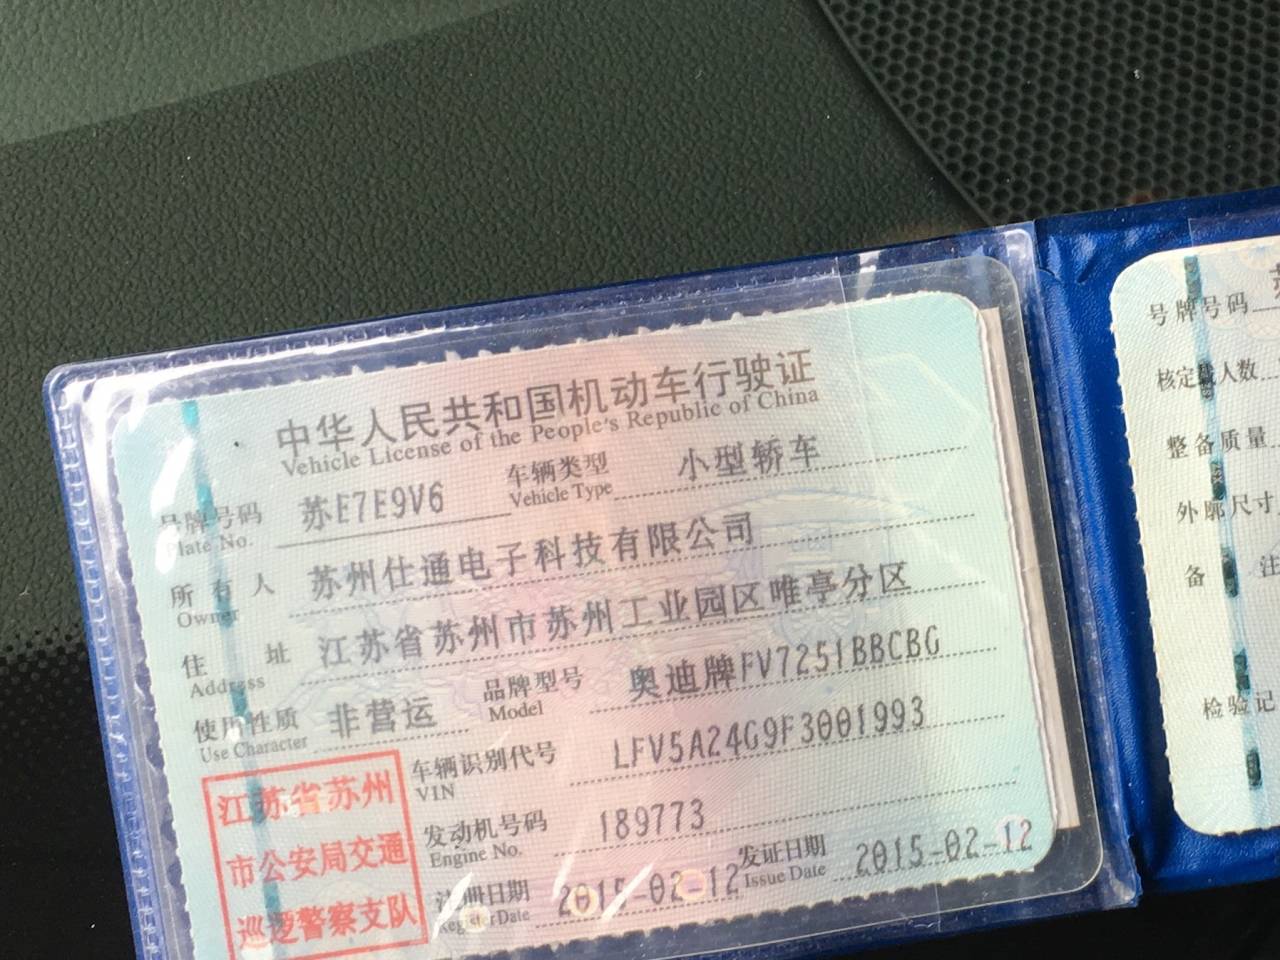 中华人民共和国机动车行驶证
Vehicle License of the People's Republic of China
号牌号码 苏E7E9V6 车辆类型 小型轿车
Plate No. Vehicle Type
所有人 苏州仕通电子科技有限公司
Owner
住址 江苏省苏州市苏州工业园区唯亭分区
Address
使用性质 非营运 品牌型号 奥迪牌FV7251BBCBG
Use Character Model
车辆识别代号 LFV5A24G9F3001993
VIN
发动机号码 189773
Engine No.
注册日期 2015-02-12 发证日期 2015-02-12
Register Date Issue Date
江苏省苏州
市公安局交通
巡逻警察支队
号牌号码
核定载人数
整备质量
外廓尺寸
备注
检验记